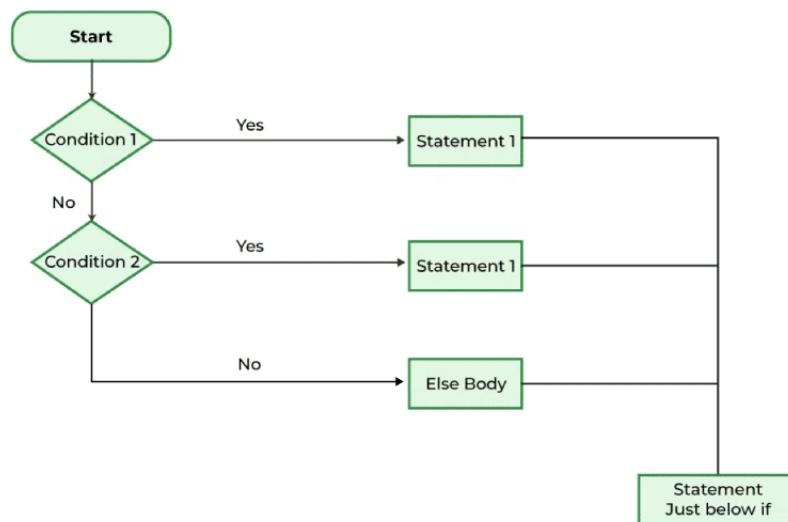 Start
Condition 1
Yes
Statement 1
No
Condition 2
Yes
Statement 1
No
Else Body
Statement
Just below if